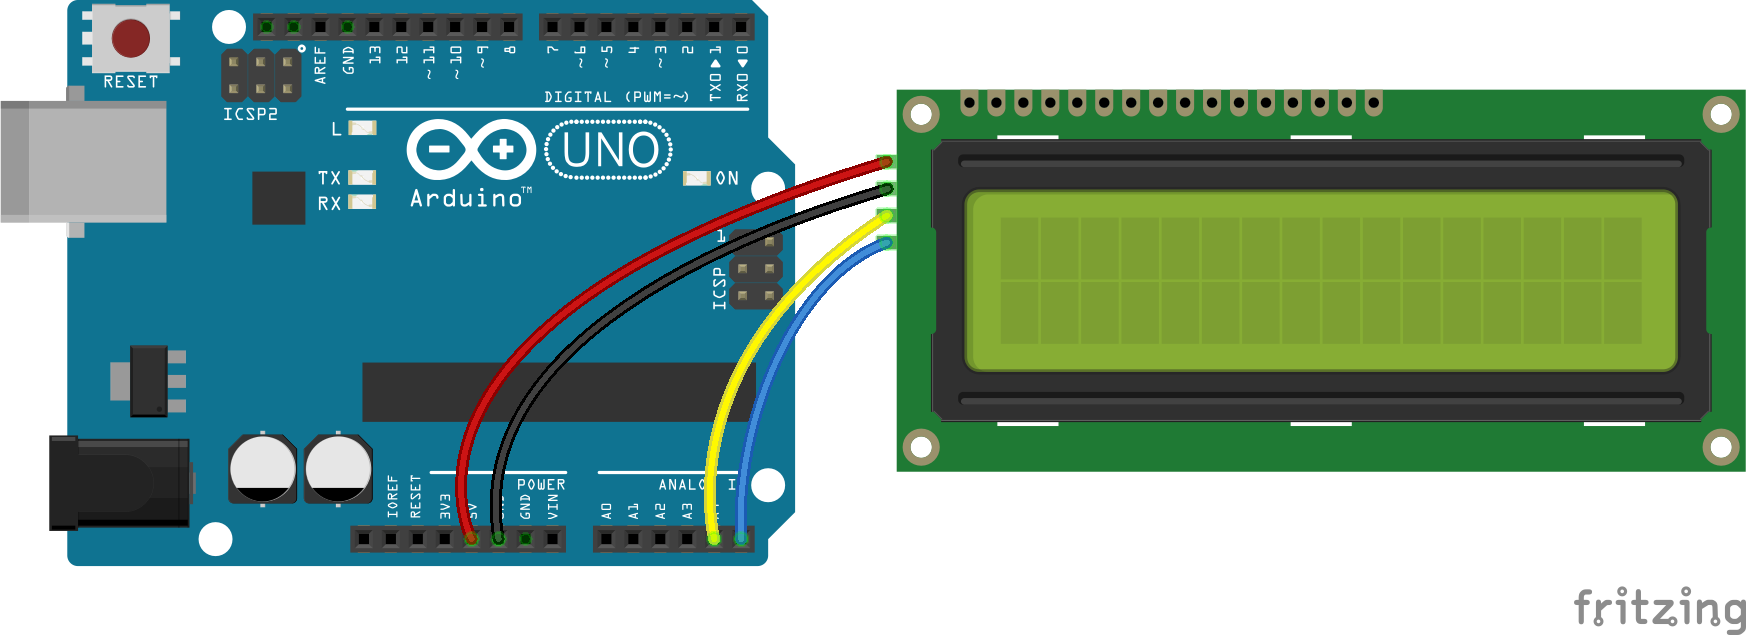 RESET
ICSP2
AREF
GND
13
12
~11
~10
~9
8
7
~6
~5
4
~3
2
TX0▶1
RX0◀0
DIGITAL (PWM=~)
L
TX
RX
UNO
Arduino™
ON
1
ICSP
POWER
IOREF
RESET
3V3
5V
GND
VIN
A0
A1
A2
A3
fritzing